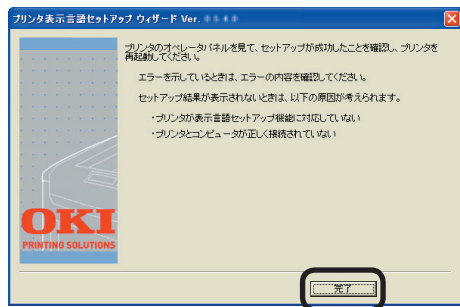 プリンタ表示言語セットアップ ウィザード Ver.
プリンタのオペレータパネルを見て、セットアップが成功したことを確認し、プリンタを
再起動してください。
エラーを示しているときは、エラーの内容を確認してください。
セットアップ結果が表示されないときは、以下の原因が考えられます。
・プリンタが表示言語セットアップ機能に対応していない
・プリンタとコンピュータが正しく接続されていない
OKI
PRINTING SOLUTIONS
完了